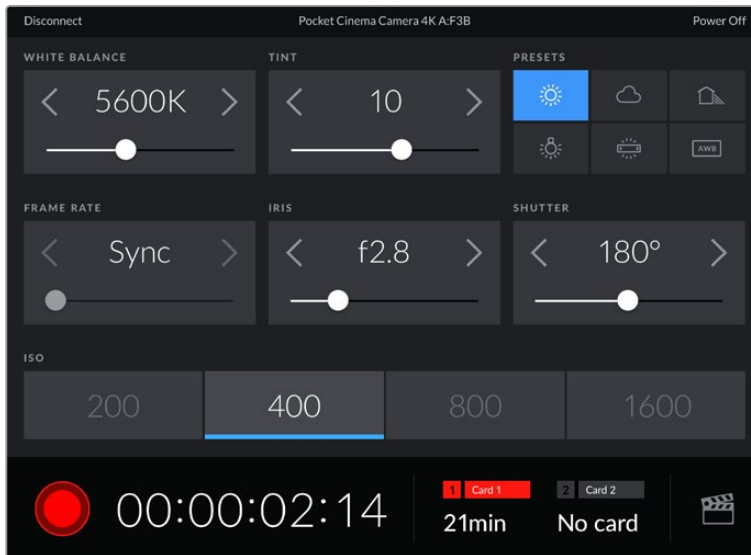 Disconnect Pocket Cinema Camera 4K A:F3B Power Off
WHITE BALANCE TINT PRESETS
5600K 10
AWB
FRAME RATE IRIS SHUTTER
Sync f2.8 180°
ISO
200 400 800 1600
1 Card 1 2 Card 2
00:00:02:14 21min No card